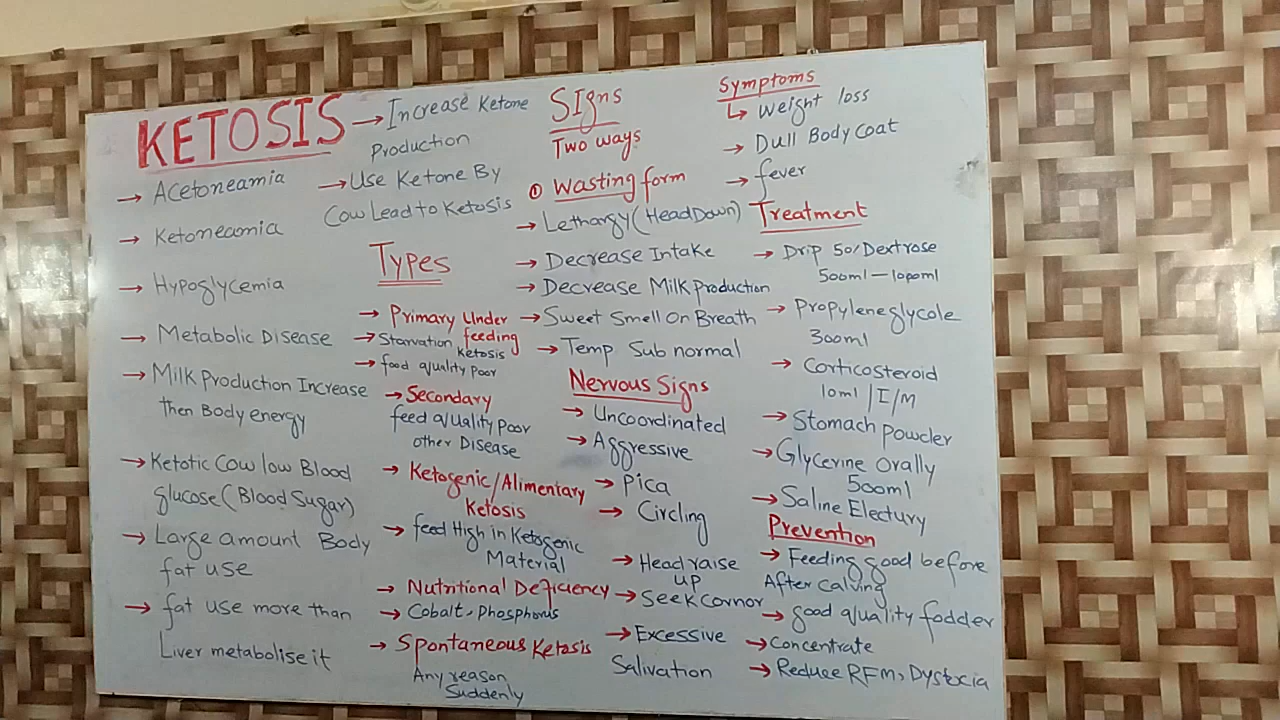 KETOSIS
→ Acetoneamia
→ Ketoneamia
→ Hypoglycemia
→ Metabolic Disease
→ Milk Production Increase
then Body energy
→ Ketotic Cow low Blood
glucose (Blood Sugar)
→ Large amount Body
fat use
→ fat use more than
Liver metabolise it
→ Increase Ketone
Production
→ Use Ketone By
Cow Lead to Ketosis
Types
→ Primary Under
feeding
ketosis
→ Starvation
→ food quality poor
→ Secondary
feed quality Poor
other Disease
→ Ketogenic/Alimentary
Ketosis
→ feed High in Ketogenic
Material
→ Nutritional Deficiency
→ Cobalt, Phosphorus
→ Spontaneous Ketosis
Any reason
Suddenly
SIgns
Two ways
① Wasting form
→ Lethargy (Head Down)
→ Decrease Intake
→ Decrease Milk Production
→ Sweet Smell On Breath
→ Temp Sub normal
Nervous Signs
→ Uncoordinated
→ Aggressive
→ Pica
→ Circling
→ Head raise
up
→ Seek Cornor
→ Excessive
Salivation
Symptoms
↳ Weight loss
→ Dull Body coat
→ fever
Treatment
→ Drip 50% Dextrose
500ml — 1000ml
→ Propylene glycole
300ml
→ Corticosteroid
10ml / I/M
→ Stomach Powder
→ Glycerine Orally
500ml
→ Saline Electury
Prevention
→ Feeding good before
After calving
→ good quality fodder
→ Concentrate
→ Reduce RFM, Dystocia